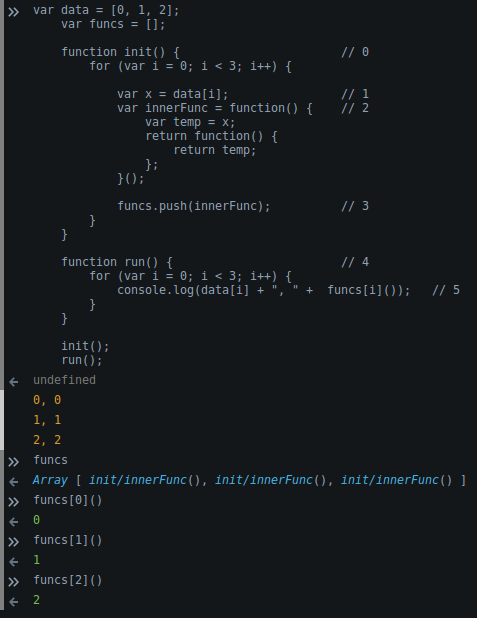 » var data = [0, 1, 2];
    var funcs = [];

    function init() {                       // 0
        for (var i = 0; i < 3; i++) {

            var x = data[i];                // 1
            var innerFunc = function() {    // 2
                var temp = x;
                return function() {
                    return temp;
                };
            }();

            funcs.push(innerFunc);          // 3
        }
    }

    function run() {                        // 4
        for (var i = 0; i < 3; i++) {
            console.log(data[i] + ", " +  funcs[i]());   // 5
        }
    }

    init();
    run();
← undefined
0, 0
1, 1
2, 2
» funcs
← Array [ init/innerFunc(), init/innerFunc(), init/innerFunc() ]
» funcs[0]()
← 0
» funcs[1]()
← 1
» funcs[2]()
← 2